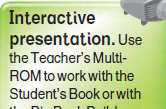 Interactive
presentation. Use
the Teacher's Multi-
ROM to work with the
Student's Book or with